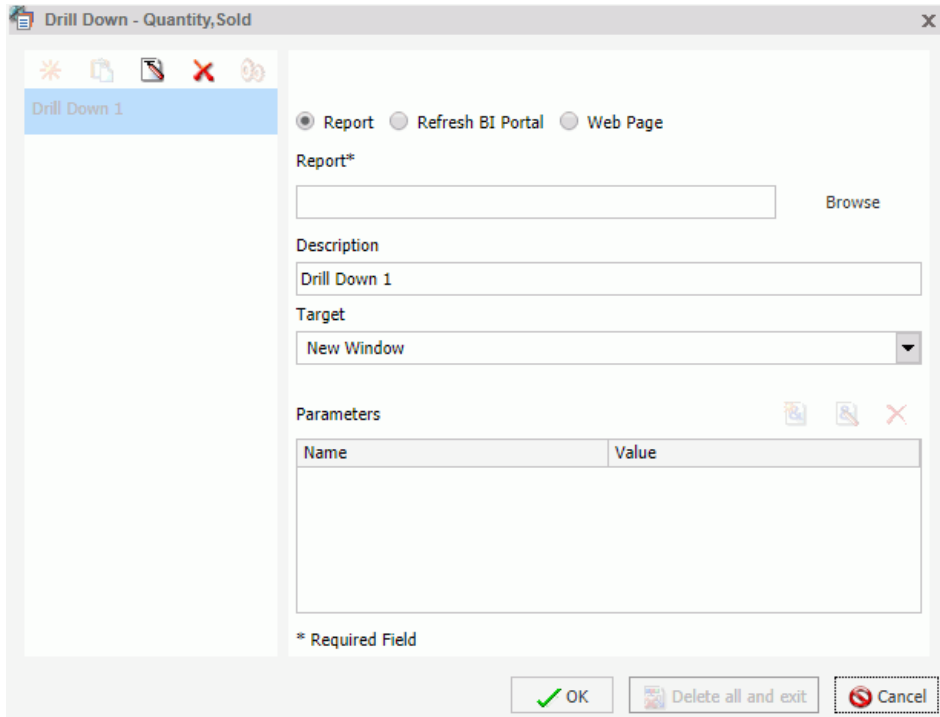 Drill Down - Quantity,Sold
Drill Down 1
Report Refresh BI Portal Web Page
Report*
Browse
Description
Drill Down 1
Target
New Window
Parameters
Name Value
* Required Field
OK Delete all and exit Cancel